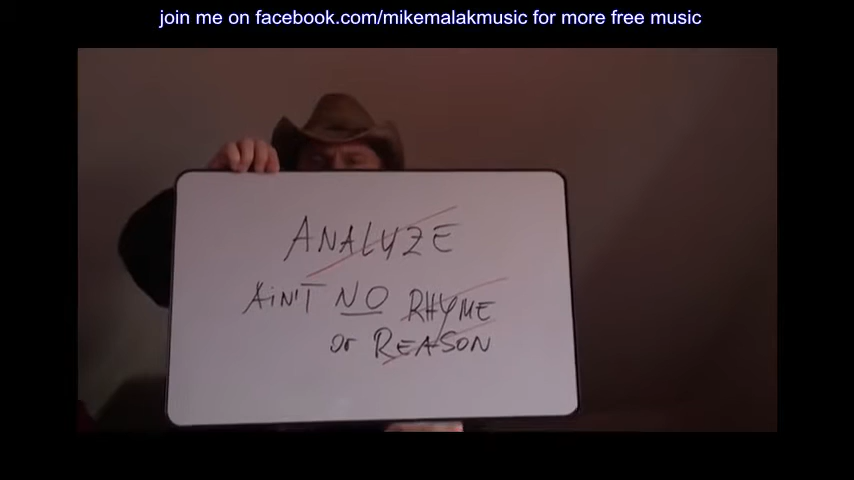 join me on facebook.com/mikemalakmusic for more free music
ANALYZE
AIN'T NO RHYME
or REASON